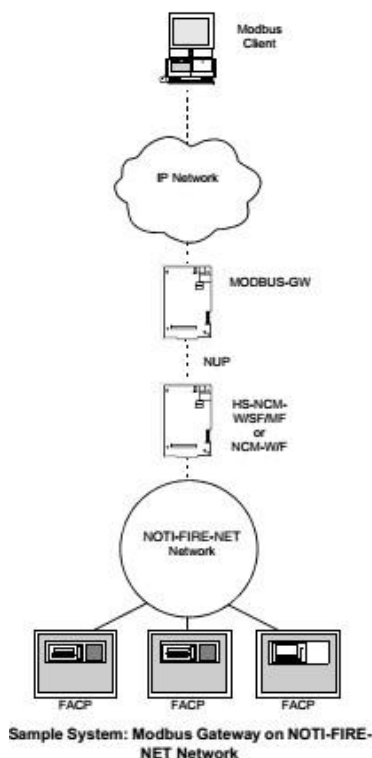 Modbus
Client
IP Network
MODBUS-GW
NUP
HS-NCM-
W/SF/MF
or
NCM-W/F
NOTI-FIRE-NET
Network
FACP
FACP
FACP
Sample System: Modbus Gateway on NOTI-FIRE-
NET Network